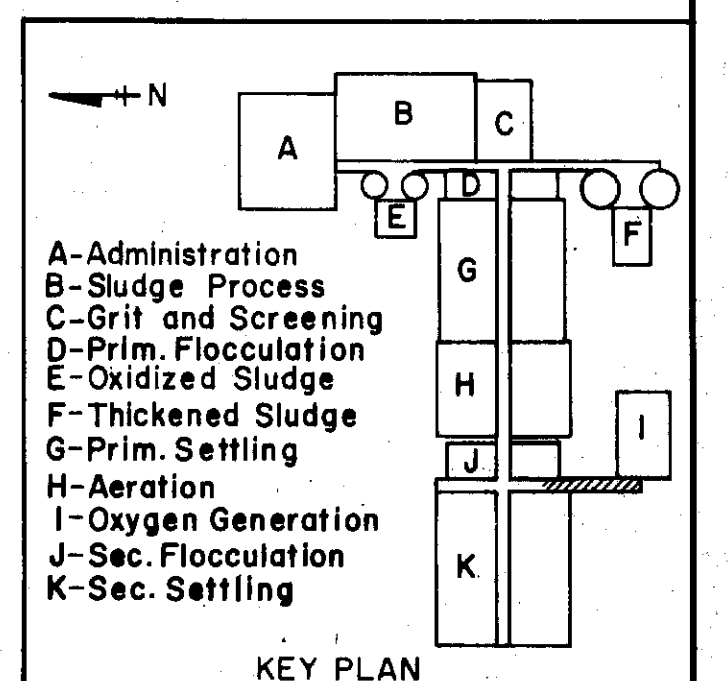 N
A
B
C
D
E
F
G
H
I
J
K
A-Administration
B-Sludge Process
C-Grit and Screening
D-Prim. Flocculation
E-Oxidized Sludge
F-Thickened Sludge
G-Prim. Settling
H-Aeration
I-Oxygen Generation
J-Sec. Flocculation
K-Sec. Settling
KEY PLAN